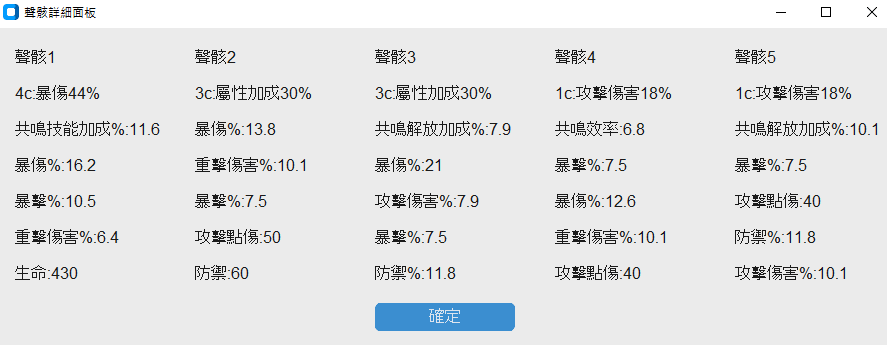 聲骸詳細面板
聲骸1 聲骸2 聲骸3 聲骸4 聲骸5
4c:暴傷44% 3c:屬性加成30% 3c:屬性加成30% 1c:攻擊傷害18% 1c:攻擊傷害18%
共鳴技能加成%:11.6 暴傷%:13.8 共鳴解放加成%:7.9 共鳴效率:6.8 共鳴解放加成%:10.1
暴傷%:16.2 重擊傷害%:10.1 暴傷%:21 暴擊%:7.5 暴擊%:7.5
暴擊%:10.5 暴擊%:7.5 攻擊傷害%:7.9 暴傷%:12.6 攻擊點傷:40
重擊傷害%:6.4 攻擊點傷:50 暴擊%:7.5 重擊傷害%:10.1 防禦%:11.8
生命:430 防禦:60 防禦%:11.8 攻擊點傷:40 攻擊傷害%:10.1
確定